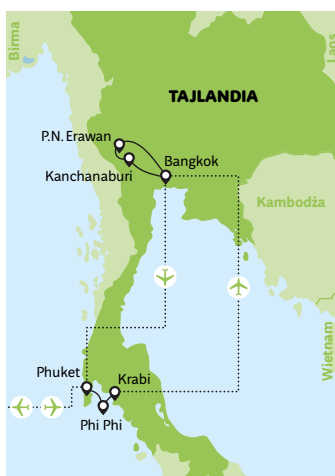 Birma
Laos
TAJLANDIA
P.N. Erawan
Bangkok
Kanchanaburi
Kambodża
Wietnam
Phuket
Krabi
Phi Phi